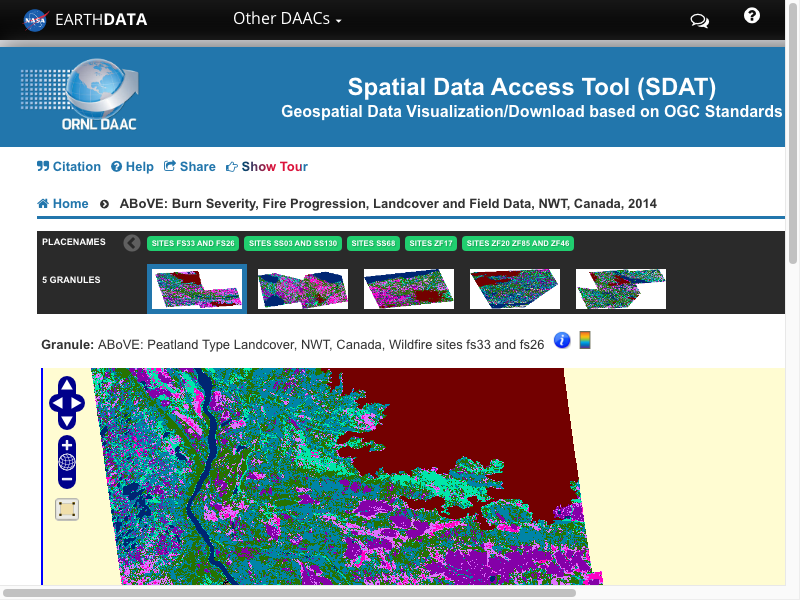 NASA EARTHDATA Other DAACs ?
Spatial Data Access Tool (SDAT)
Geospatial Data Visualization/Download based on OGC Standards
ORNL DAAC
Citation Help Share Show Tour
Home ABoVE: Burn Severity, Fire Progression, Landcover and Field Data, NWT, Canada, 2014
PLACENAMES SITES FS33 AND FS26 SITES SS03 AND SS130 SITES SS68 SITES ZF17 SITES ZF20 ZF85 AND ZF46
5 GRANULES
Granule: ABoVE: Peatland Type Landcover, NWT, Canada, Wildfire sites fs33 and fs26 i